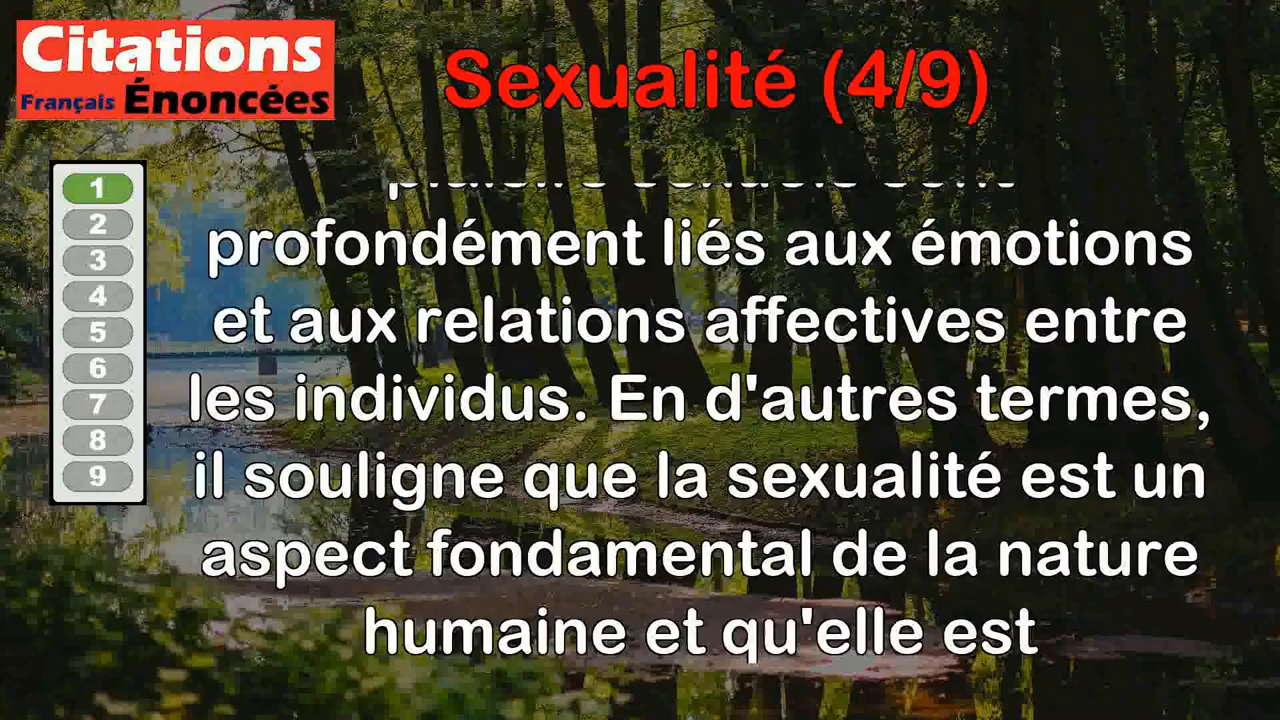 Citations
Français Énoncées
Sexualité (4/9)
1
2
3
4
5
6
7
8
9
profondément liés aux émotions
et aux relations affectives entre
les individus. En d'autres termes,
il souligne que la sexualité est un
aspect fondamental de la nature
humaine et qu'elle est